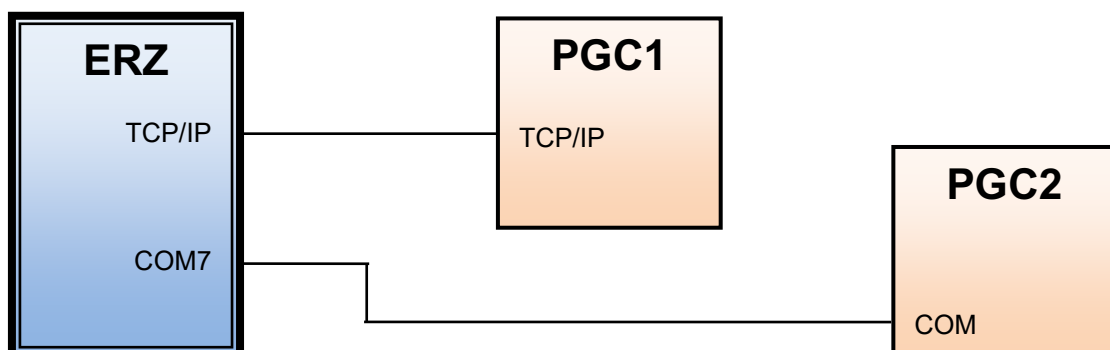 ERZ
TCP/IP
COM7
PGC1
TCP/IP
PGC2
COM